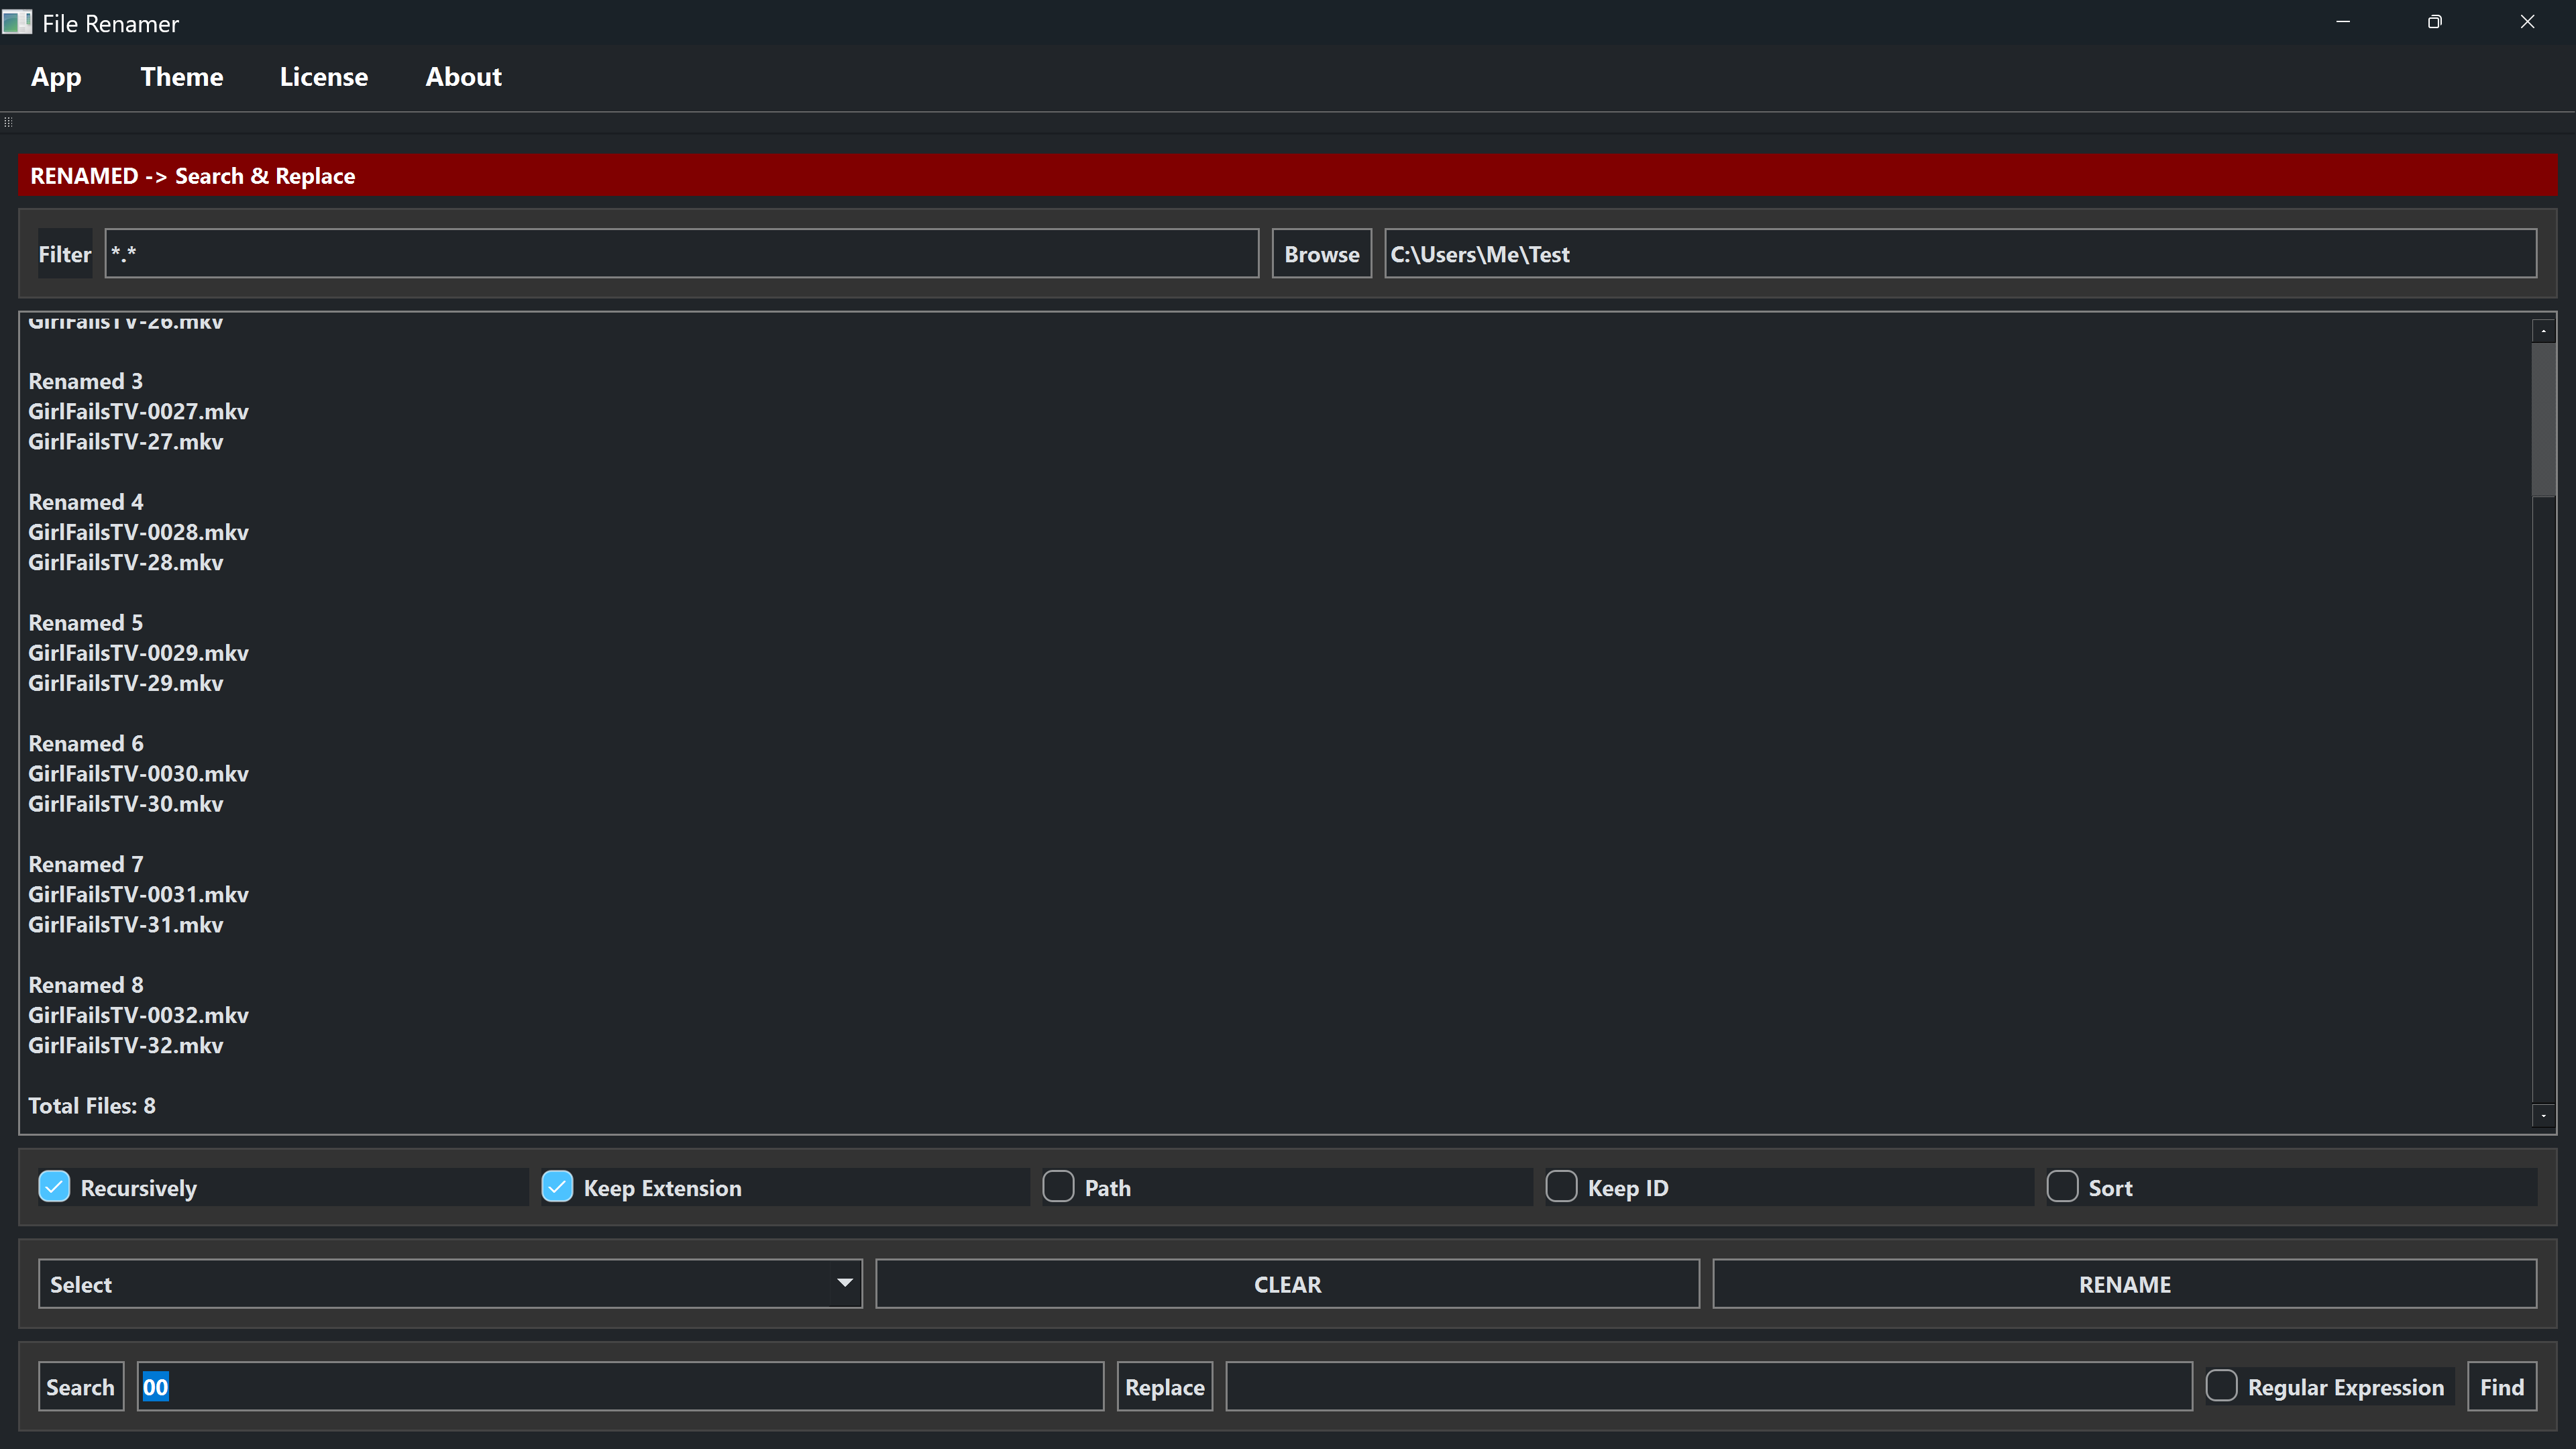 File Renamer
App Theme License About
RENAMED -> Search & Replace
Filter *.* Browse C:\Users\Me\Test
GirlFailsTV-26.mkv
Renamed 3
GirlFailsTV-0027.mkv
GirlFailsTV-27.mkv
Renamed 4
GirlFailsTV-0028.mkv
GirlFailsTV-28.mkv
Renamed 5
GirlFailsTV-0029.mkv
GirlFailsTV-29.mkv
Renamed 6
GirlFailsTV-0030.mkv
GirlFailsTV-30.mkv
Renamed 7
GirlFailsTV-0031.mkv
GirlFailsTV-31.mkv
Renamed 8
GirlFailsTV-0032.mkv
GirlFailsTV-32.mkv
Total Files: 8
Recursively Keep Extension Path Keep ID Sort
Select CLEAR RENAME
Search 00 Replace Regular Expression Find